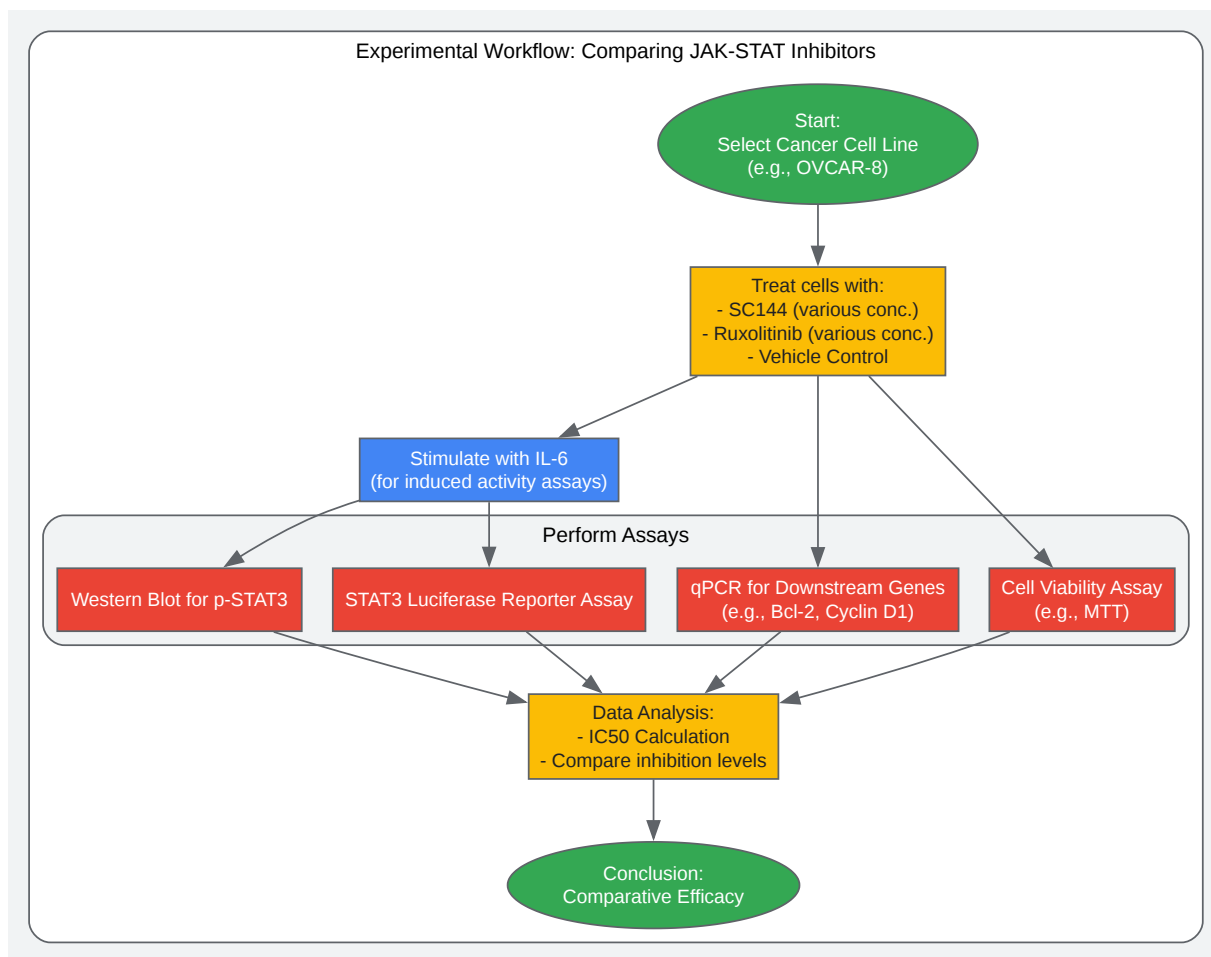 Experimental Workflow: Comparing JAK-STAT Inhibitors
Start:
Select Cancer Cell Line
(e.g., OVCAR-8)
Treat cells with:
- SC144 (various conc.)
- Ruxolitinib (various conc.)
- Vehicle Control
Stimulate with IL-6
(for induced activity assays)
Perform Assays
Western Blot for p-STAT3
STAT3 Luciferase Reporter Assay
qPCR for Downstream Genes
(e.g., Bcl-2, Cyclin D1)
Cell Viability Assay
(e.g., MTT)
Data Analysis:
- IC50 Calculation
- Compare inhibition levels
Conclusion:
Comparative Efficacy